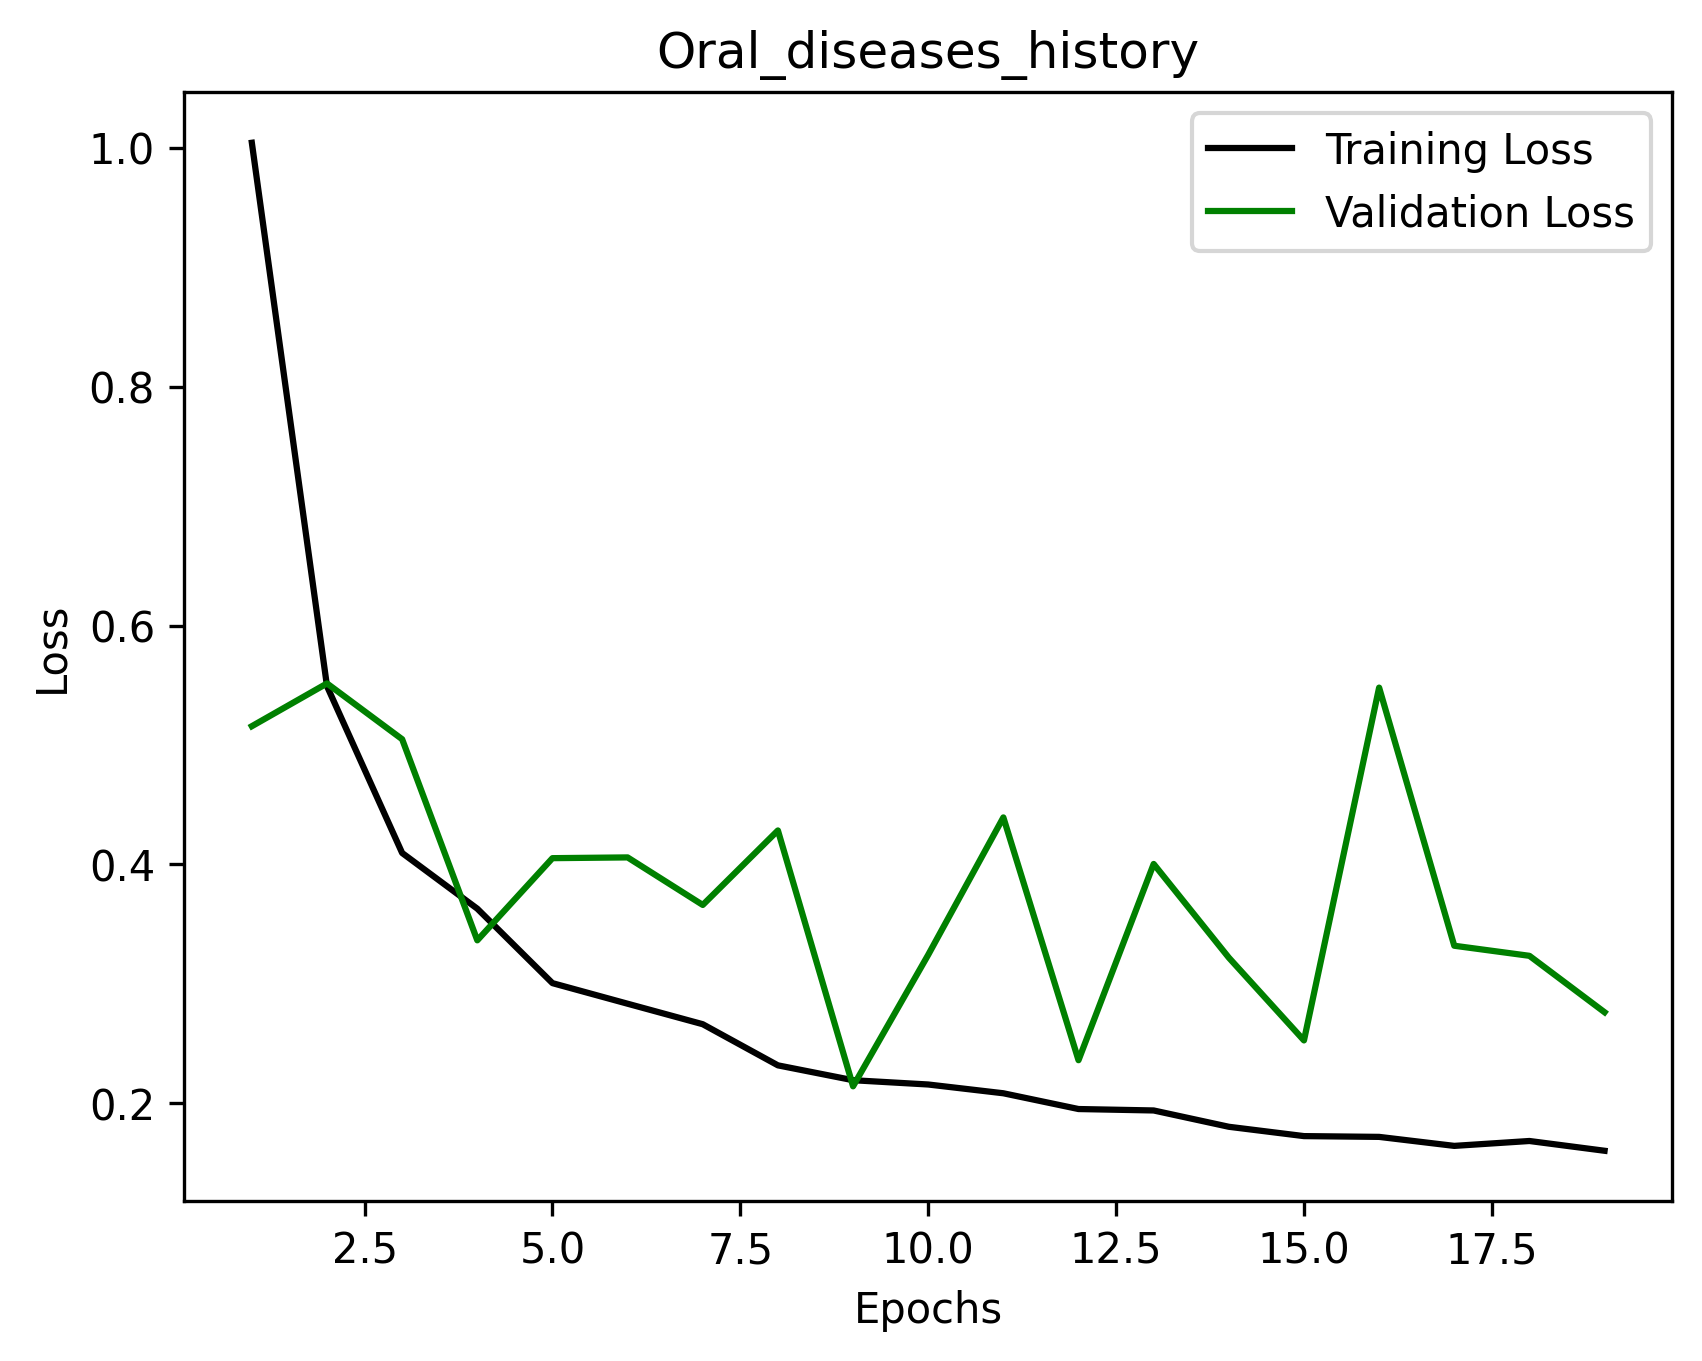 Oral_diseases_history
Training Loss
Validation Loss
1.0
0.8
0.6
0.4
0.2
Loss
2.5 5.0 7.5 10.0 12.5 15.0 17.5
Epochs